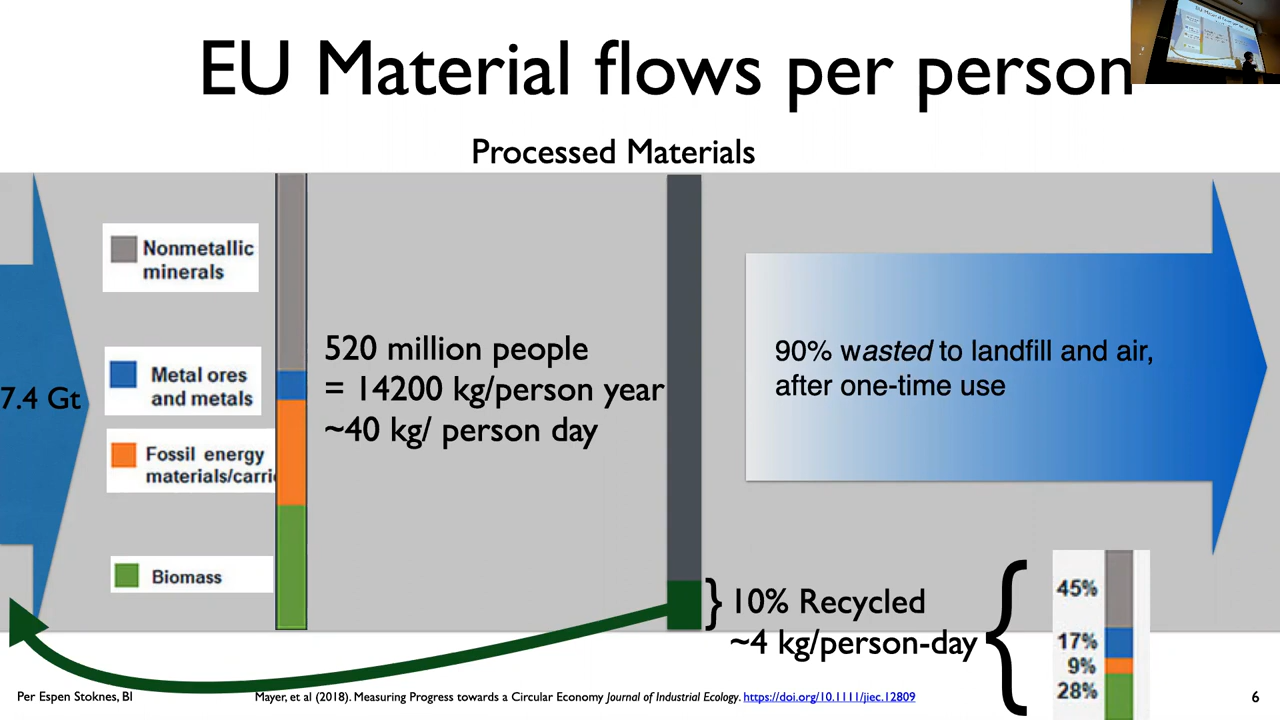 EU Material flows per person
Processed Materials
Nonmetallic
minerals
Metal ores
and metals
Fossil energy
materials/carri
Biomass
7.4 Gt
520 million people
= 14200 kg/person year
~40 kg/ person day
90% wasted to landfill and air,
after one-time use
10% Recycled
~4 kg/person-day
45%
17%
9%
28%
Per Espen Stoknes, BI
Mayer, et al (2018). Measuring Progress towards a Circular Economy Journal of Industrial Ecology. https://doi.org/10.1111/jiec.12809
6